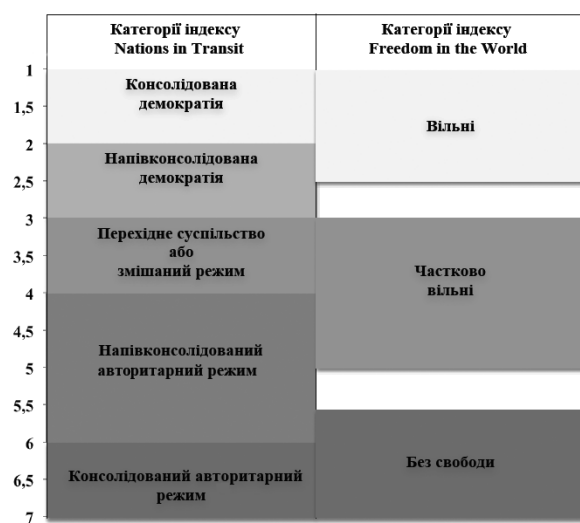 Категорії індексу
Nations in Transit
Категорії індексу
Freedom in the World
1
1,5
2
2,5
3
3,5
4
4,5
5
5,5
6
6,5
7
Консолідована
демократія
Напівконсолідована
демократія
Перехідне суспільство
або
змішаний режим
Напівконсолідований
авторитарний режим
Консолідований авторитарний
режим
Вільні
Частково
вільні
Без свободи